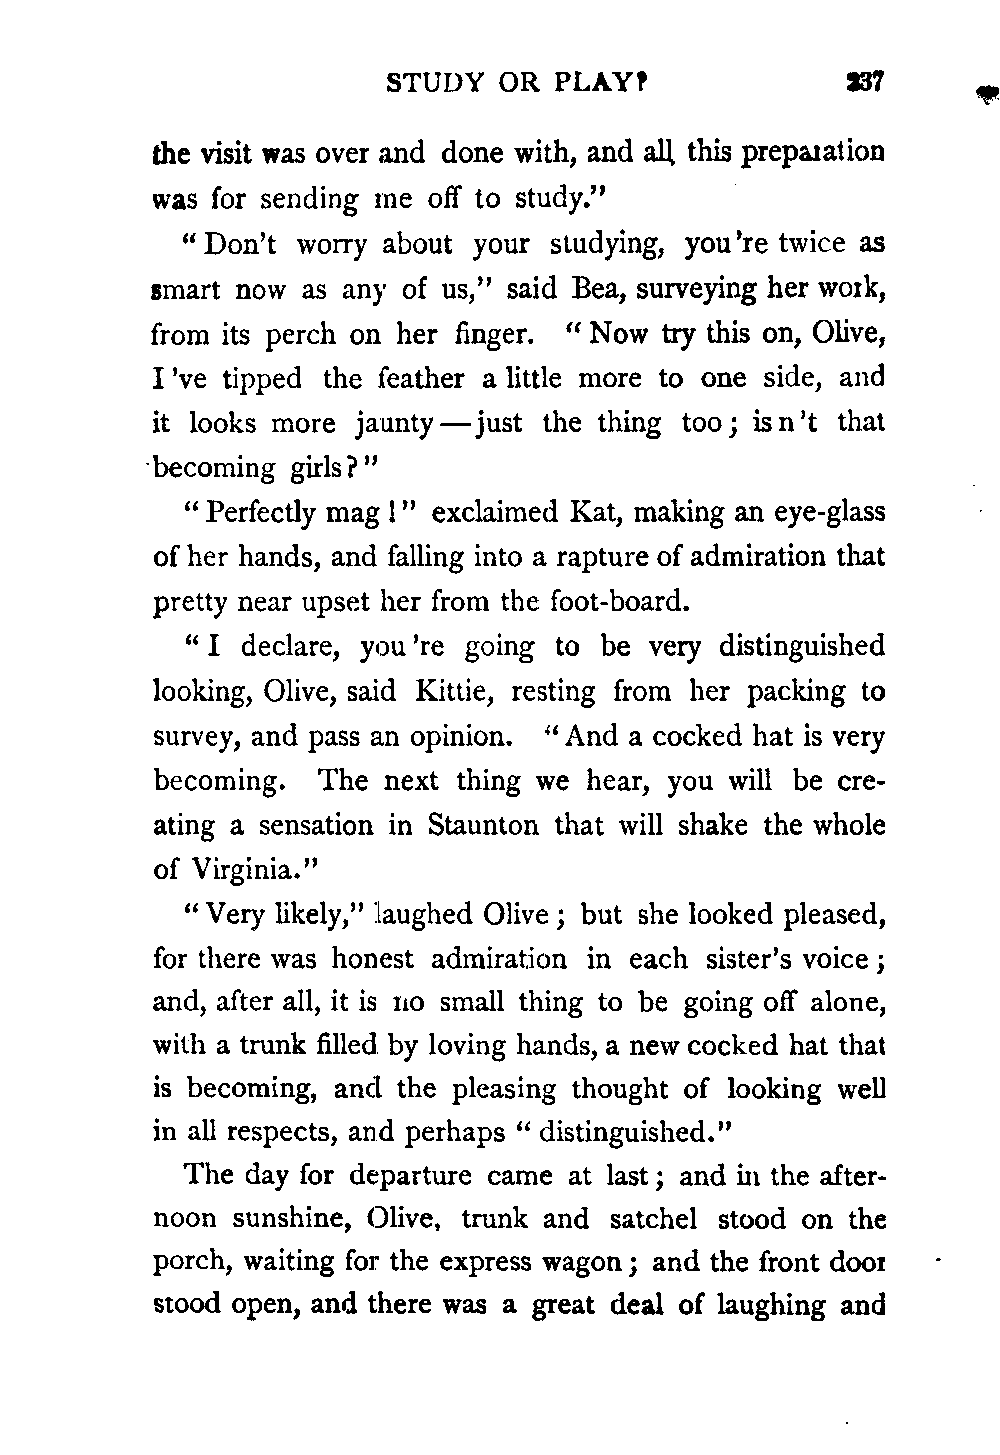 STUDY OR PLAY? 237
the visit was over and done with, and all this preparation
was for sending me off to study."
"Don't worry about your studying, you're twice as
smart now as any of us," said Bea, surveying her work,
from its perch on her finger. "Now try this on, Olive,
I've tipped the feather a little more to one side, and
it looks more jaunty—just the thing too; isn't that
becoming girls?"
"Perfectly mag!" exclaimed Kat, making an eye-glass
of her hands, and falling into a rapture of admiration that
pretty near upset her from the foot-board.
"I declare, you're going to be very distinguished
looking, Olive, said Kittie, resting from her packing to
survey, and pass an opinion. "And a cocked hat is very
becoming. The next thing we hear, you will be cre-
ating a sensation in Staunton that will shake the whole
of Virginia."
"Very likely," laughed Olive; but she looked pleased,
for there was honest admiration in each sister's voice;
and, after all, it is no small thing to be going off alone,
with a trunk filled by loving hands, a new cocked hat that
is becoming, and the pleasing thought of looking well
in all respects, and perhaps "distinguished."
The day for departure came at last; and in the after-
noon sunshine, Olive, trunk and satchel stood on the
porch, waiting for the express wagon; and the front door
stood open, and there was a great deal of laughing and